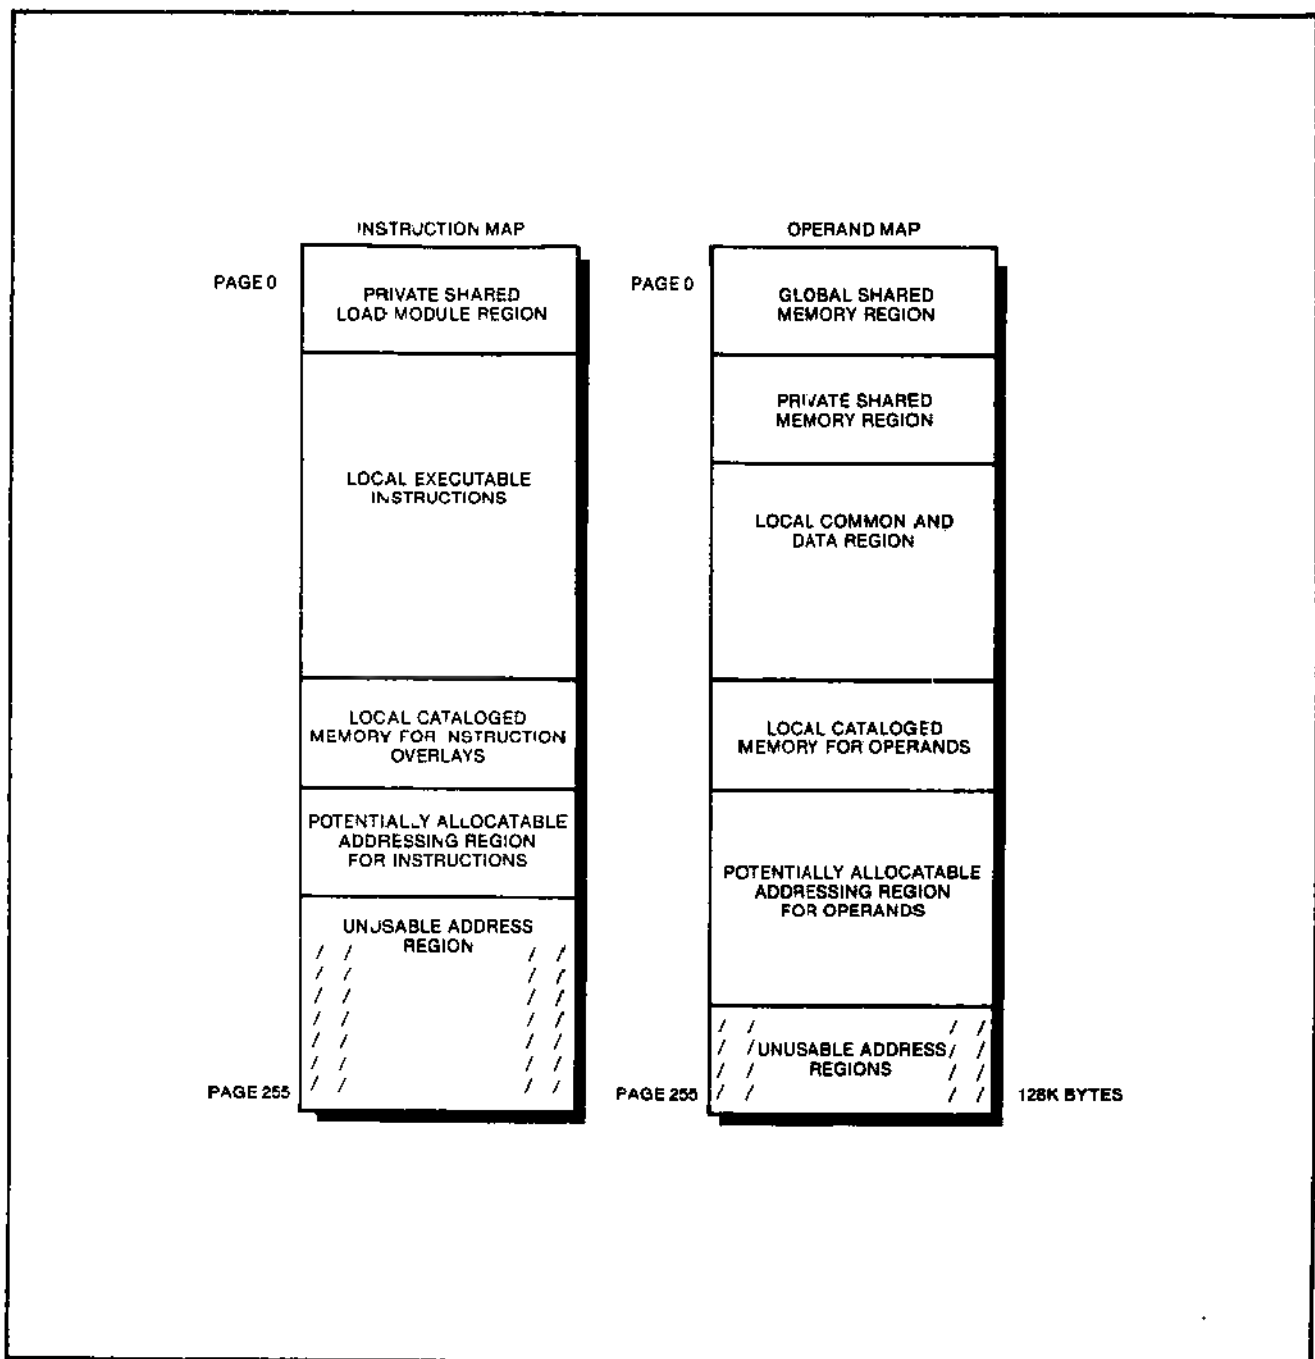 INSTRUCTION MAP
PAGE 0
PRIVATE SHARED
LOAD MODULE REGION
LOCAL EXECUTABLE
INSTRUCTIONS
LOCAL CATALOGED
MEMORY FOR INSTRUCTION
OVERLAYS
POTENTIALLY ALLOCATABLE
ADDRESSING REGION
FOR INSTRUCTIONS
UNUSABLE ADDRESS
REGION
PAGE 255
OPERAND MAP
PAGE 0
GLOBAL SHARED
MEMORY REGION
PRIVATE SHARED
MEMORY REGION
LOCAL COMMON AND
DATA REGION
LOCAL CATALOGED
MEMORY FOR OPERANDS
POTENTIALLY ALLOCATABLE
ADDRESSING REGION
FOR OPERANDS
UNUSABLE ADDRESS
REGIONS
PAGE 255
128K BYTES